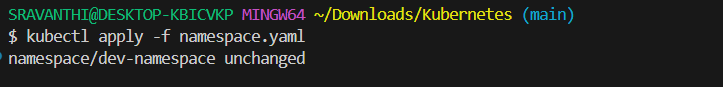 SRAVANTHI@DESKTOP-KBICVKP MINGW64 ~/Downloads/Kubernetes (main)
$ kubectl apply -f namespace.yaml
namespace/dev-namespace unchanged